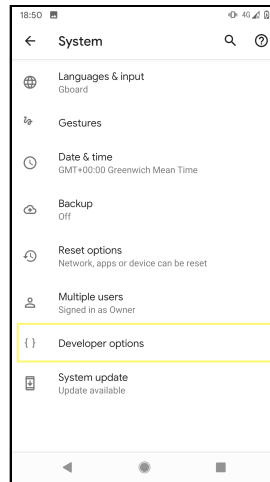 18:50 4G
System
Languages & input
Gboard
Gestures
Date & time
GMT+00:00 Greenwich Mean Time
Backup
Off
Reset options
Network, apps or device can be reset
Multiple users
Signed in as Owner
{ } Developer options
System update
Update available